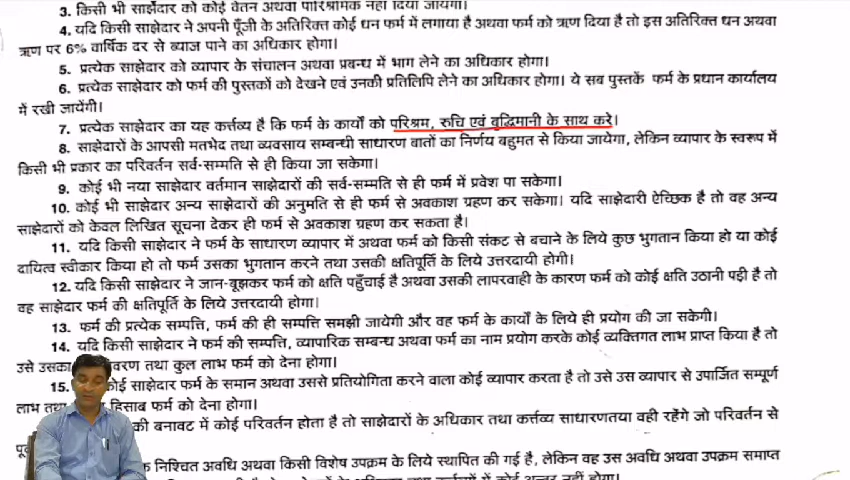 3. किसी भी साझेदार को कोई वेतन अथवा पारिश्रमिक नहीं दिया जायेगा।
4. यदि किसी साझेदार ने अपनी पूँजी के अतिरिक्त कोई धन फर्म में लगाया है अथवा फर्म को ऋण दिया है तो इस अतिरिक्त धन अथवा
ऋण पर 6% वार्षिक दर से ब्याज पाने का अधिकार होगा।
5. प्रत्येक साझेदार को व्यापार के संचालन अथवा प्रबन्ध में भाग लेने का अधिकार होगा।
6. प्रत्येक साझेदार को फर्म की पुस्तकों को देखने एवं उनकी प्रतिलिपि लेने का अधिकार होगा। ये सब पुस्तकें फर्म के प्रधान कार्यालय
में रखी जायेंगी।
7. प्रत्येक साझेदार का यह कर्त्तव्य है कि फर्म के कार्यों को परिश्रम, रुचि एवं बुद्धिमानी के साथ करे।
8. साझेदारों के आपसी मतभेद तथा व्यवसाय सम्बन्धी साधारण बातों का निर्णय बहुमत से किया जायेगा, लेकिन व्यापार के स्वरूप में
किसी भी प्रकार का परिवर्तन सर्व-सम्मति से ही किया जा सकेगा।
9. कोई भी नया साझेदार वर्तमान साझेदारों की सर्व-सम्मति से ही फर्म में प्रवेश पा सकेगा।
10. कोई भी साझेदार अन्य साझेदारों की अनुमति से ही फर्म से अवकाश ग्रहण कर सकेगा। यदि साझेदारी ऐच्छिक है तो वह अन्य
साझेदारों को केवल लिखित सूचना देकर ही फर्म से अवकाश ग्रहण कर सकता है।
11. यदि किसी साझेदार ने फर्म के साधारण व्यापार में अथवा फर्म को किसी संकट से बचाने के लिये कुछ भुगतान किया हो या कोई
दायित्व स्वीकार किया हो तो फर्म उसका भुगतान करने तथा उसकी क्षतिपूर्ति के लिये उत्तरदायी होगी।
12. यदि किसी साझेदार ने जान-बूझकर फर्म को क्षति पहुँचाई है अथवा उसकी लापरवाही के कारण फर्म को कोई क्षति उठानी पड़ी है तो
वह साझेदार फर्म की क्षतिपूर्ति के लिये उत्तरदायी होगा।
13. फर्म की प्रत्येक सम्पत्ति, फर्म की ही सम्पत्ति समझी जायेगी और वह फर्म के कार्यों के लिये ही प्रयोग की जा सकेगी।
14. यदि किसी साझेदार ने फर्म की सम्पत्ति, व्यापारिक सम्बन्ध अथवा फर्म का नाम प्रयोग करके कोई व्यक्तिगत लाभ प्राप्त किया है तो
उसे उसका वरण तथा कुल लाभ फर्म को देना होगा।
15. कोई साझेदार फर्म के समान अथवा उससे प्रतियोगिता करने वाला कोई व्यापार करता है तो उसे उस व्यापार से उपार्जित सम्पूर्ण
लाभ तथा हिसाब फर्म को देना होगा।
की बनावट में कोई परिवर्तन होता है तो साझेदारों के अधिकार तथा कर्त्तव्य साधारणतया वही रहेंगे जो परिवर्तन से
निश्चित अवधि अथवा किसी विशेष उपक्रम के लिये स्थापित की गई है, लेकिन वह उस अवधि अथवा उपक्रम समाप्त